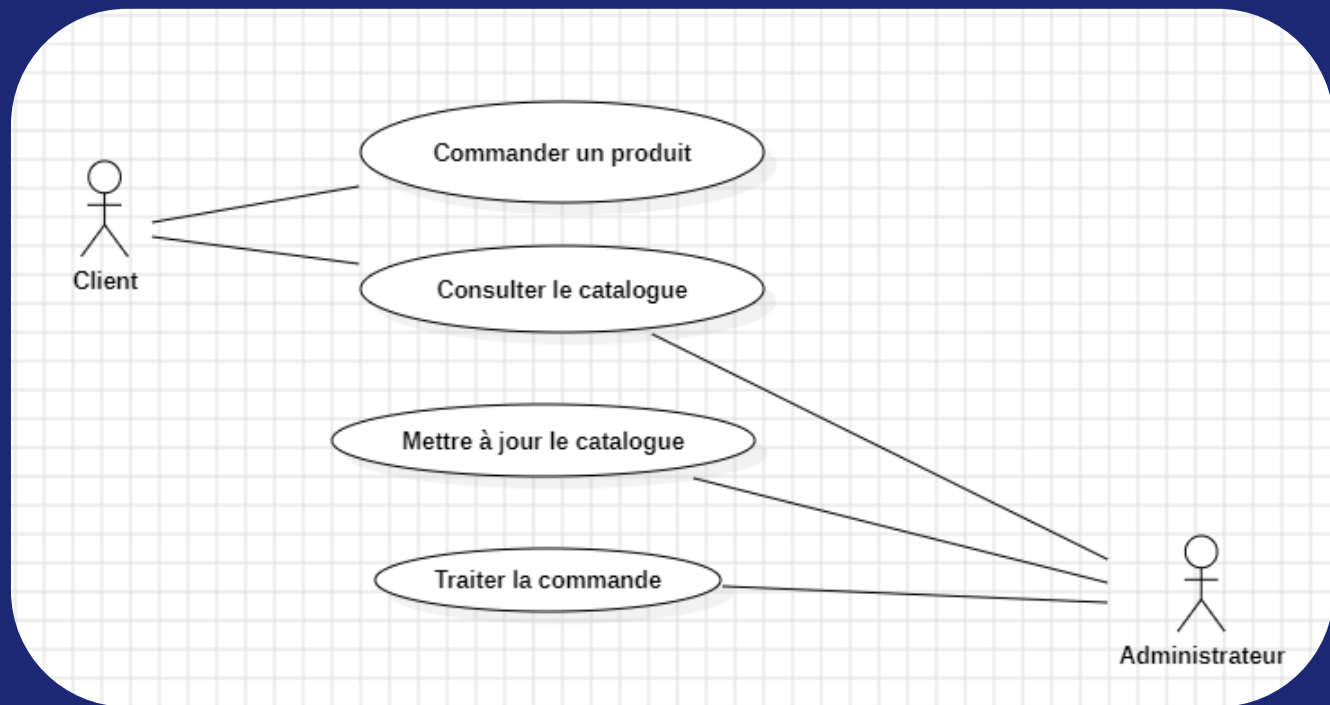 Commander un produit
Client
Consulter le catalogue
Mettre à jour le catalogue
Traiter la commande
Administrateur